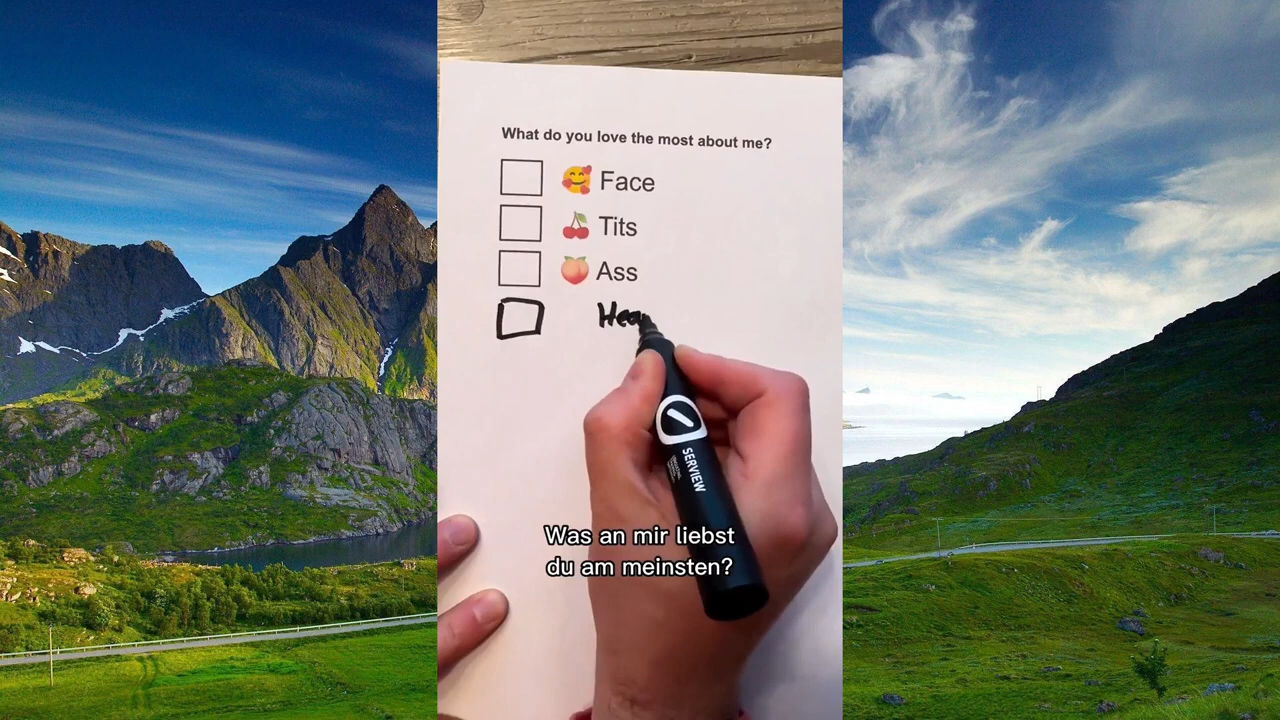 What do you love the most about me?
🥰 Face
🍒 Tits
🍑 Ass
Hea
SERVIEW
Was an mir liebst
du am meinsten?